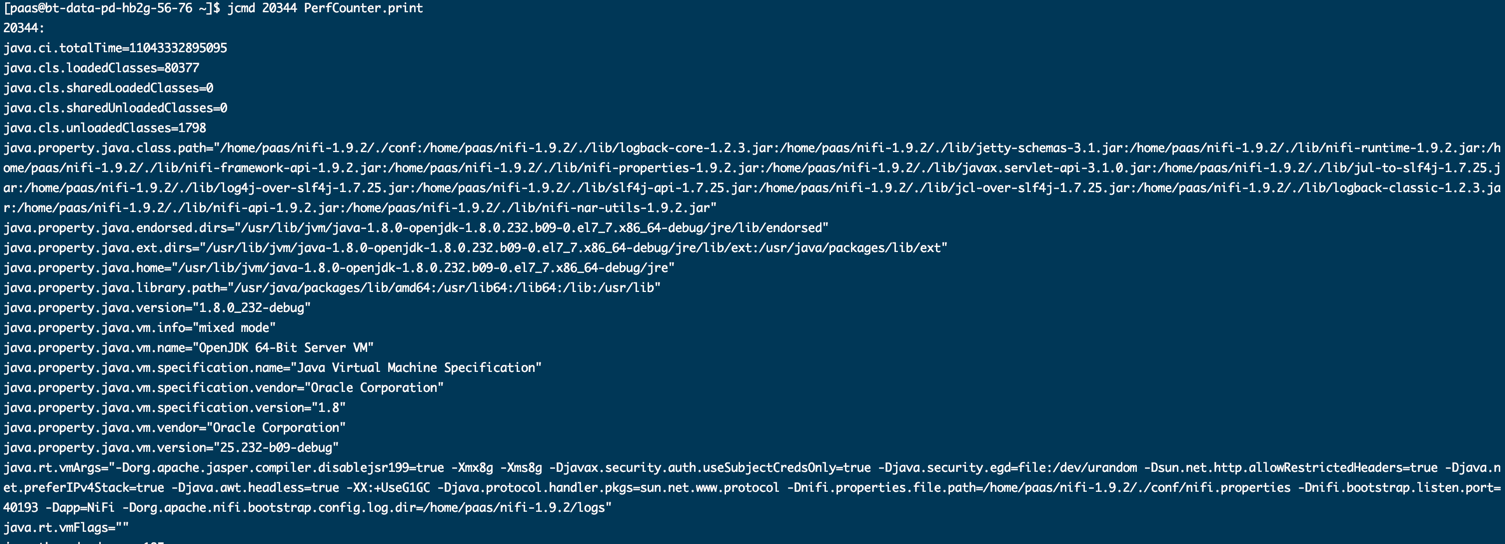 [paas@bt-data-pd-hb2g-56-76 ~]$ jcmd 20344 PerfCounter.print
20344:
java.ci.totalTime=11043332895095
java.cls.loadedClasses=80377
java.cls.sharedLoadedClasses=0
java.cls.sharedUnloadedClasses=0
java.cls.unloadedClasses=1798
java.property.java.class.path="/home/paas/nifi-1.9.2/./conf:/home/paas/nifi-1.9.2/./lib/logback-core-1.2.3.jar:/home/paas/nifi-1.9.2/./lib/jetty-schemas-3.1.jar:/home/paas/nifi-1.9.2/./lib/nifi-runtime-1.9.2.jar:/h
ome/paas/nifi-1.9.2/./lib/nifi-framework-api-1.9.2.jar:/home/paas/nifi-1.9.2/./lib/nifi-properties-1.9.2.jar:/home/paas/nifi-1.9.2/./lib/javax.servlet-api-3.1.0.jar:/home/paas/nifi-1.9.2/./lib/jul-to-slf4j-1.7.25.j
ar:/home/paas/nifi-1.9.2/./lib/log4j-over-slf4j-1.7.25.jar:/home/paas/nifi-1.9.2/./lib/slf4j-api-1.7.25.jar:/home/paas/nifi-1.9.2/./lib/jcl-over-slf4j-1.7.25.jar:/home/paas/nifi-1.9.2/./lib/logback-classic-1.2.3.ja
r:/home/paas/nifi-1.9.2/./lib/nifi-api-1.9.2.jar:/home/paas/nifi-1.9.2/./lib/nifi-nar-utils-1.9.2.jar"
java.property.java.endorsed.dirs="/usr/lib/jvm/java-1.8.0-openjdk-1.8.0.232.b09-0.el7_7.x86_64-debug/jre/lib/endorsed"
java.property.java.ext.dirs="/usr/lib/jvm/java-1.8.0-openjdk-1.8.0.232.b09-0.el7_7.x86_64-debug/jre/lib/ext:/usr/java/packages/lib/ext"
java.property.java.home="/usr/lib/jvm/java-1.8.0-openjdk-1.8.0.232.b09-0.el7_7.x86_64-debug/jre"
java.property.java.library.path="/usr/java/packages/lib/amd64:/usr/lib64:/lib64:/lib:/usr/lib"
java.property.java.version="1.8.0_232-debug"
java.property.java.vm.info="mixed mode"
java.property.java.vm.name="OpenJDK 64-Bit Server VM"
java.property.java.vm.specification.name="Java Virtual Machine Specification"
java.property.java.vm.specification.vendor="Oracle Corporation"
java.property.java.vm.specification.version="1.8"
java.property.java.vm.vendor="Oracle Corporation"
java.property.java.vm.version="25.232-b09-debug"
java.rt.vmArgs="-Dorg.apache.jasper.compiler.disablejsr199=true -Xmx8g -Xms8g -Djavax.security.auth.useSubjectCredsOnly=true -Djava.security.egd=file:/dev/urandom -Dsun.net.http.allowRestrictedHeaders=true -Djava.n
et.preferIPv4Stack=true -Djava.awt.headless=true -XX:+UseG1GC -Djava.protocol.handler.pkgs=sun.net.www.protocol -Dnifi.properties.file.path=/home/paas/nifi-1.9.2/./conf/nifi.properties -Dnifi.bootstrap.listen.port=
40193 -Dapp=NiFi -Dorg.apache.nifi.bootstrap.config.log.dir=/home/paas/nifi-1.9.2/logs"
java.rt.vmFlags=""